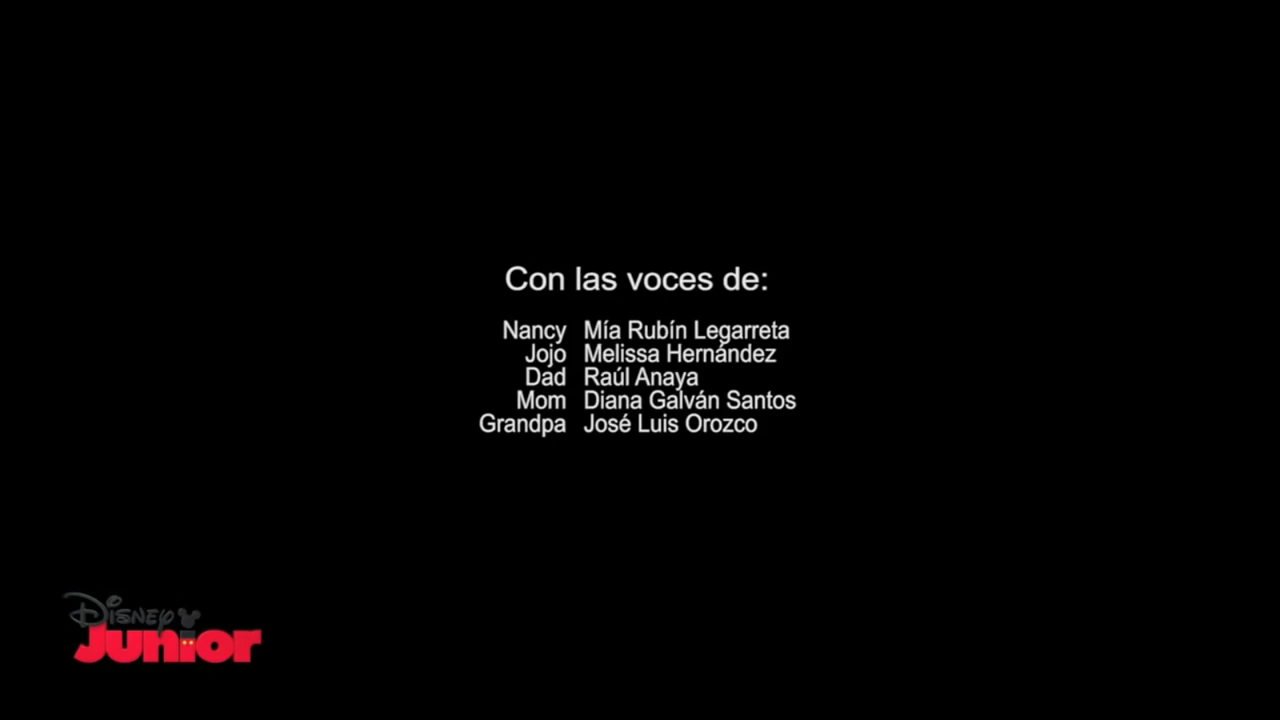 Con las voces de:
Nancy Mía Rubín Legarreta
Jojo Melissa Hernández
Dad Raúl Anaya
Mom Diana Galván Santos
Grandpa José Luis Orozco
Disney
Junior